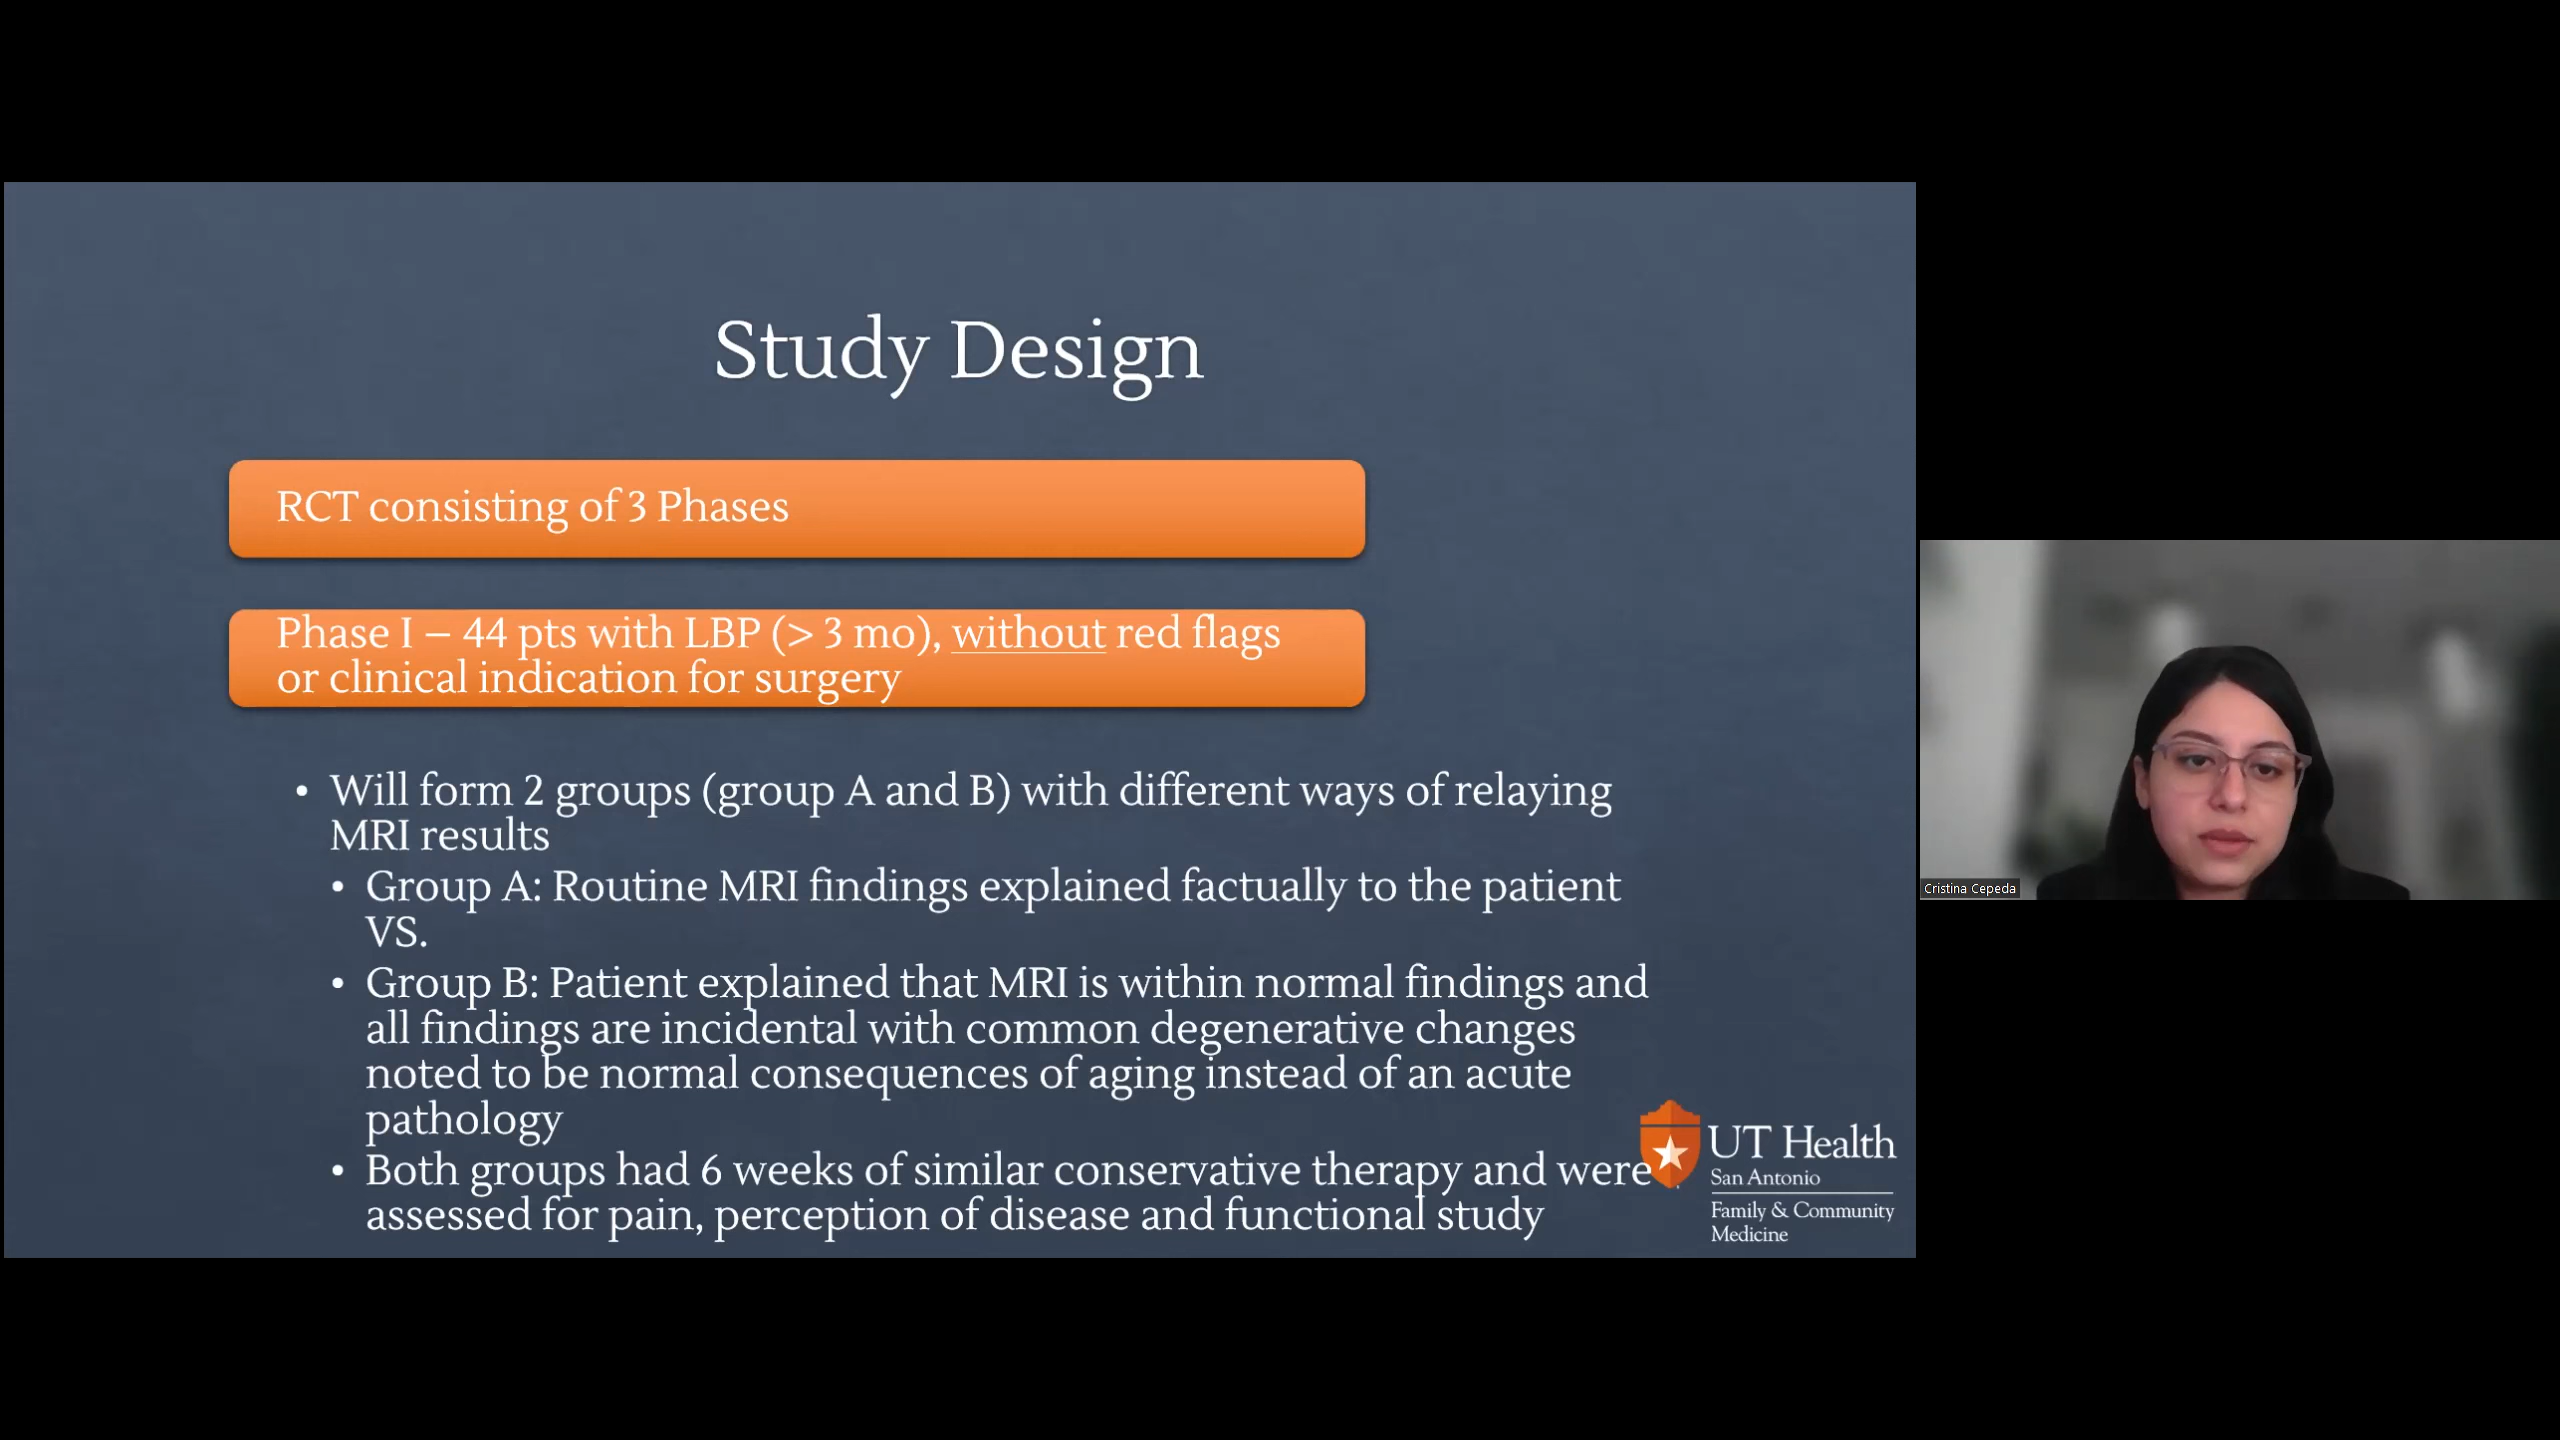 Study Design
RCT consisting of 3 Phases
Phase I – 44 pts with LBP (> 3 mo), without red flags
or clinical indication for surgery
• Will form 2 groups (group A and B) with different ways of relaying
MRI results
• Group A: Routine MRI findings explained factually to the patient
VS.
• Group B: Patient explained that MRI is within normal findings and
all findings are incidental with common degenerative changes
noted to be normal consequences of aging instead of an acute
pathology
• Both groups had 6 weeks of similar conservative therapy and were
assessed for pain, perception of disease and functional study
UT Health
San Antonio
Family & Community
Medicine
Cristina Cepeda